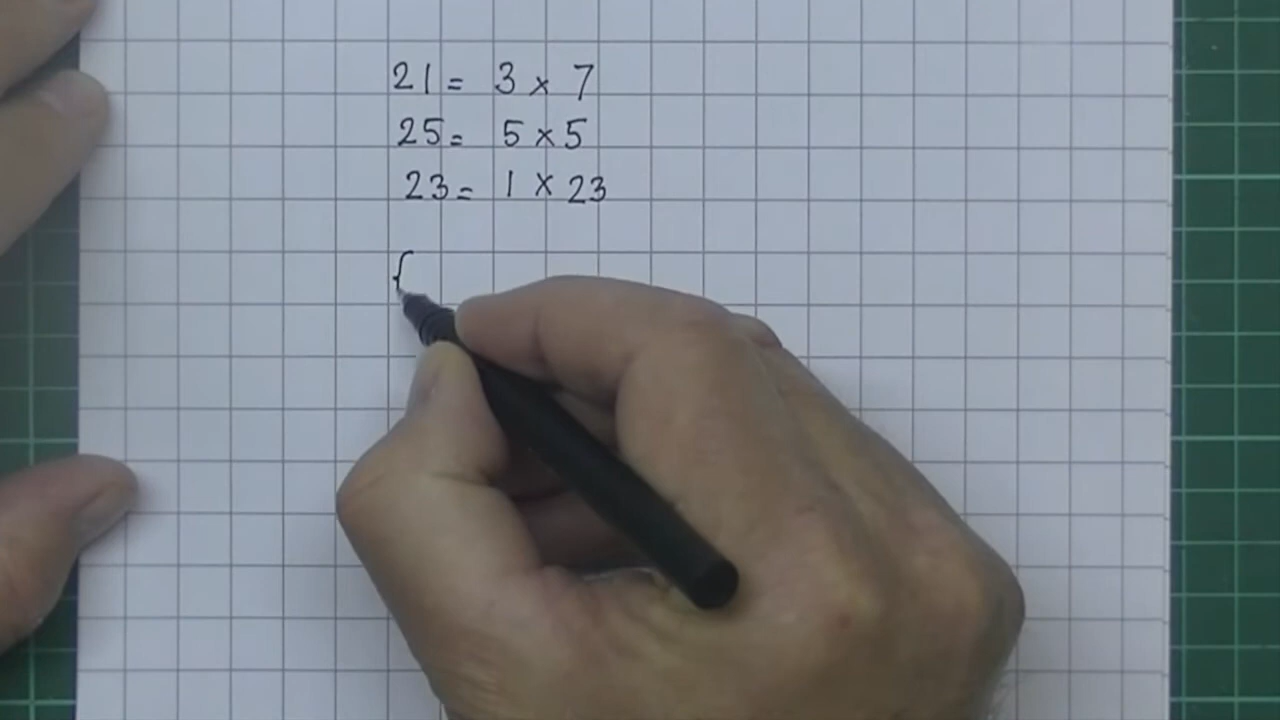 21 = 3 × 7
25 = 5 × 5
23 = 1 × 23
{